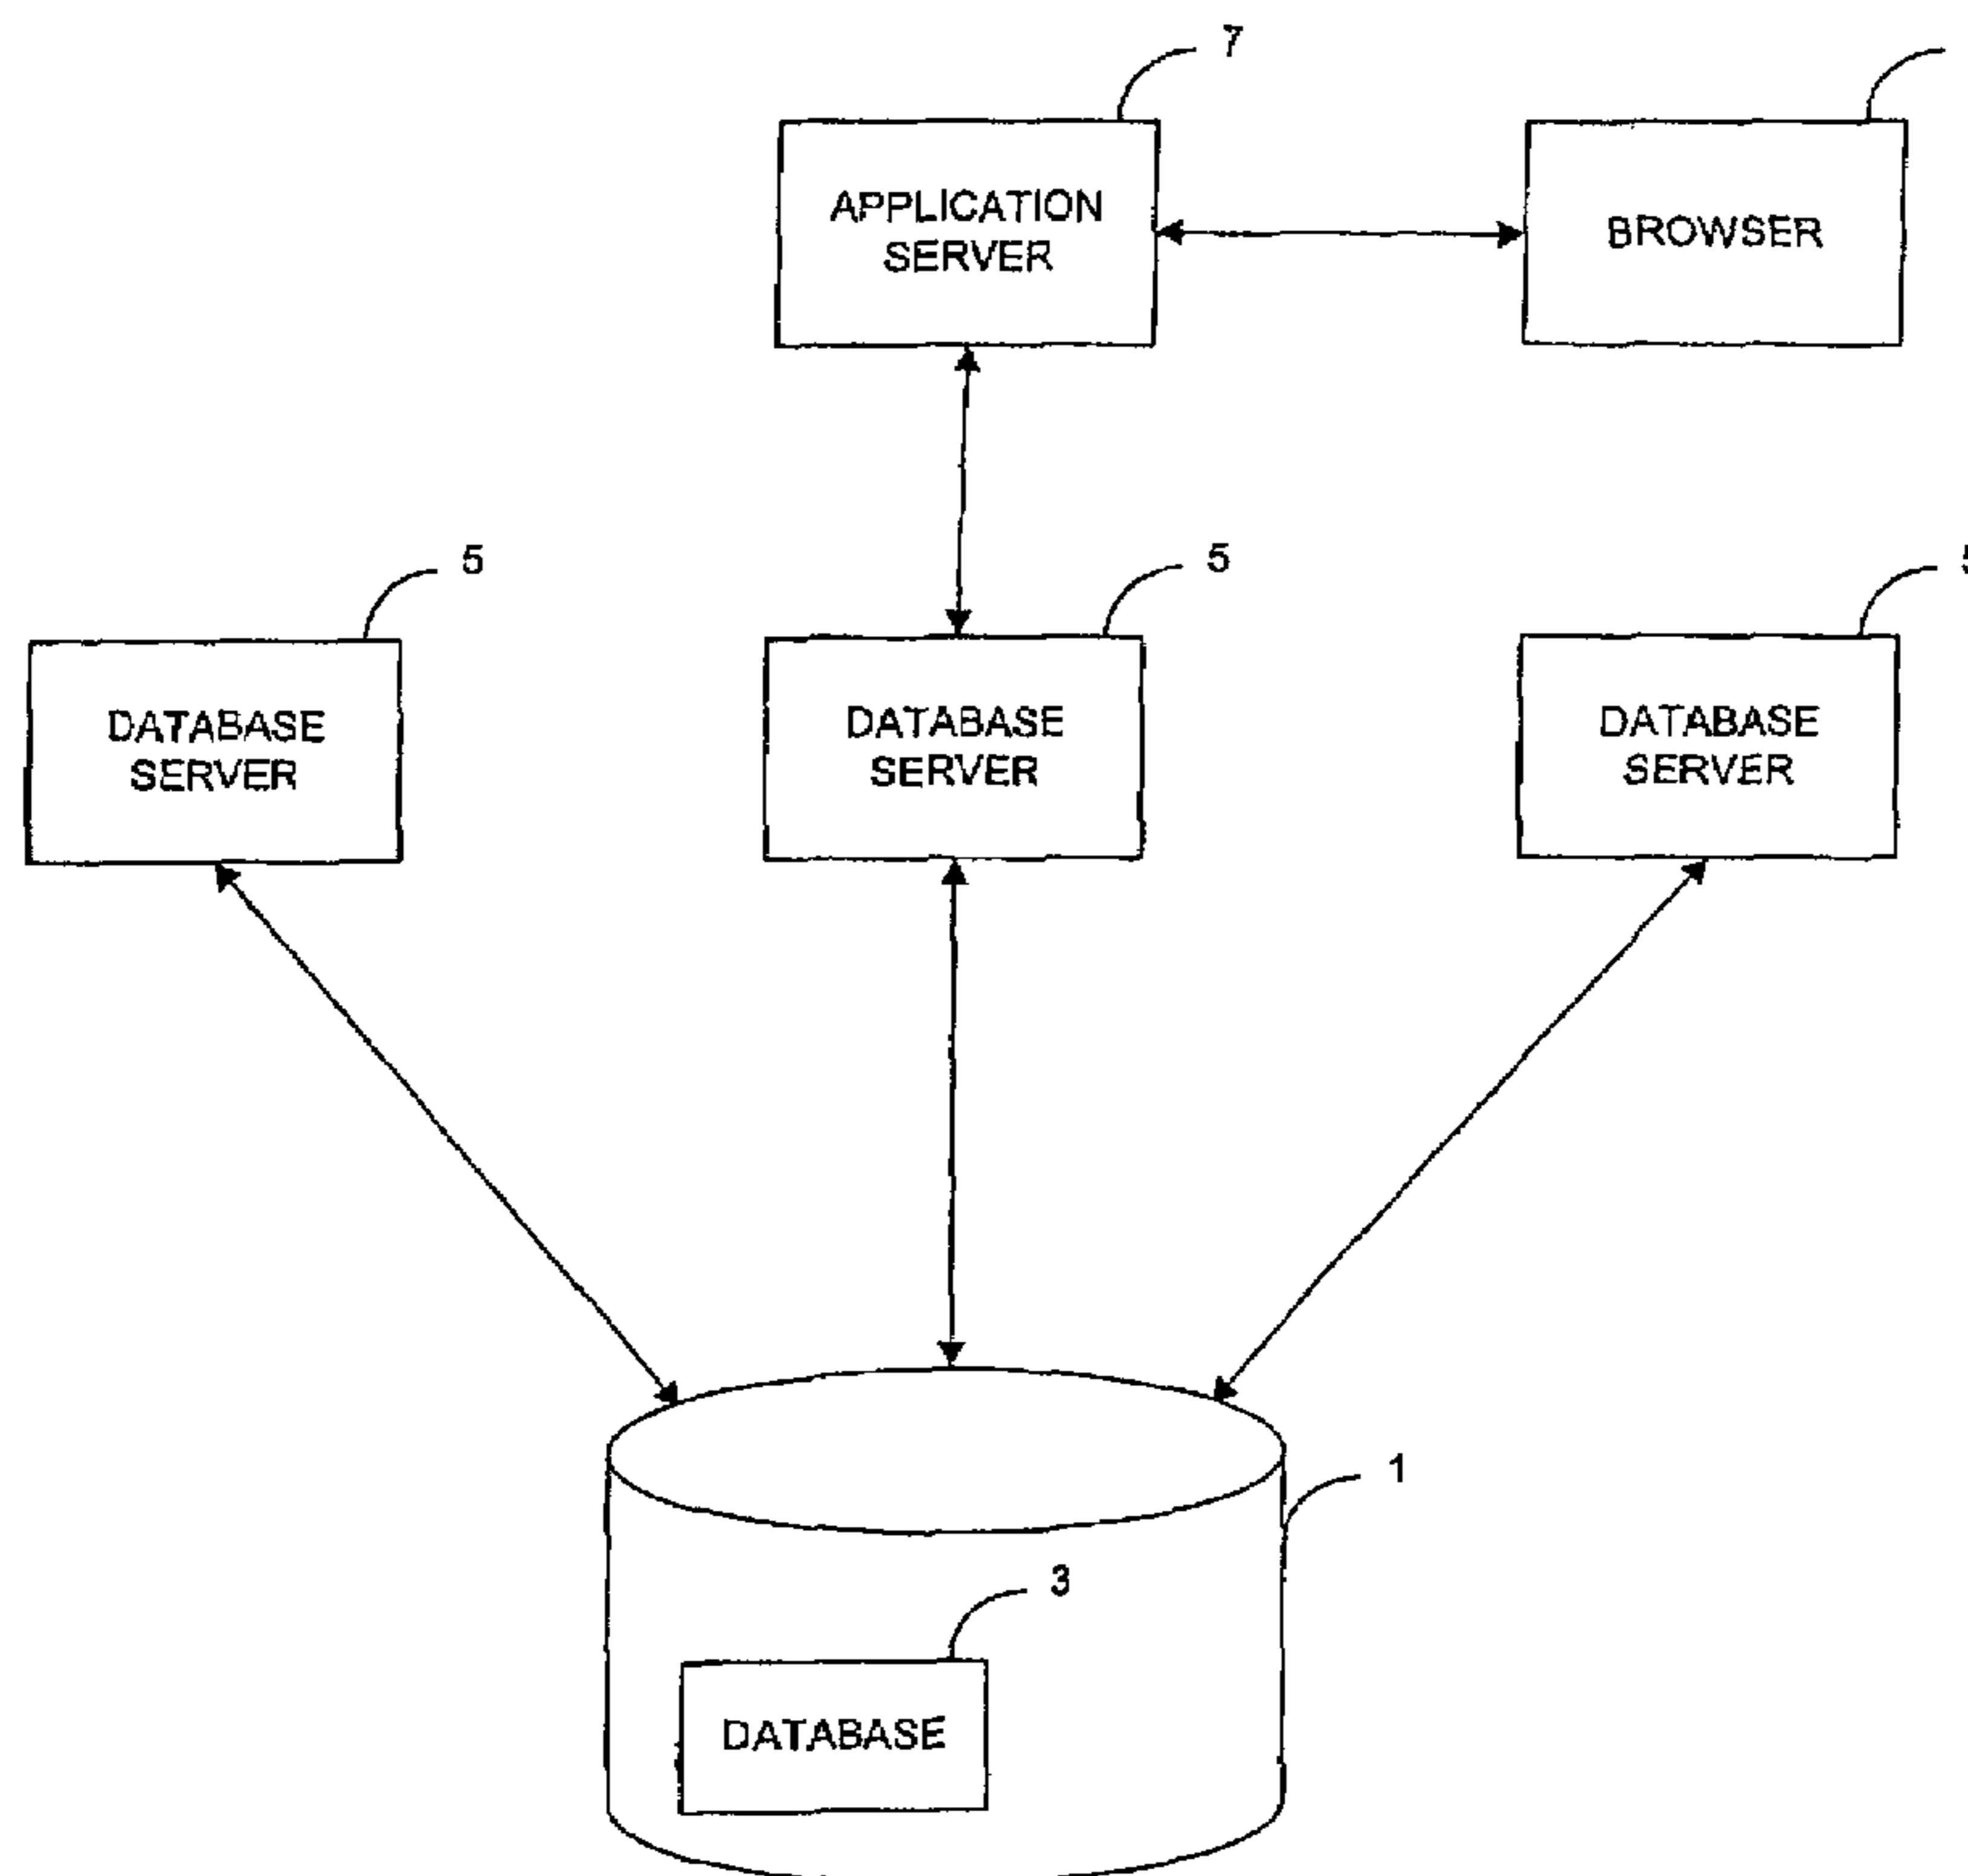 7
APPLICATION
SERVER
BROWSER
5
5
DATABASE
SERVER
DATABASE
SERVER
DATABASE
SERVER
1
3
DATABASE